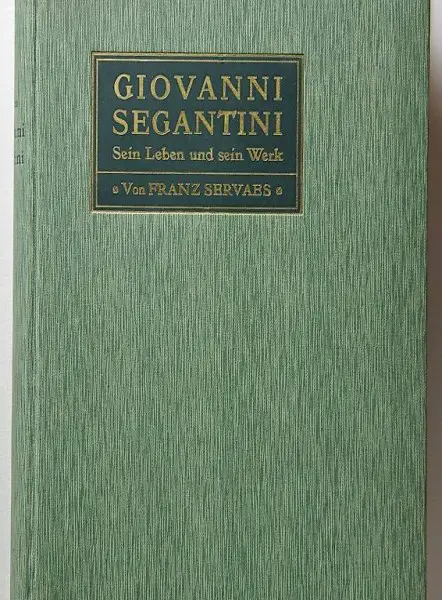 GIOVANNI
SEGANTINI
Sein Leben und sein Werk
Von FRANZ SERVAES